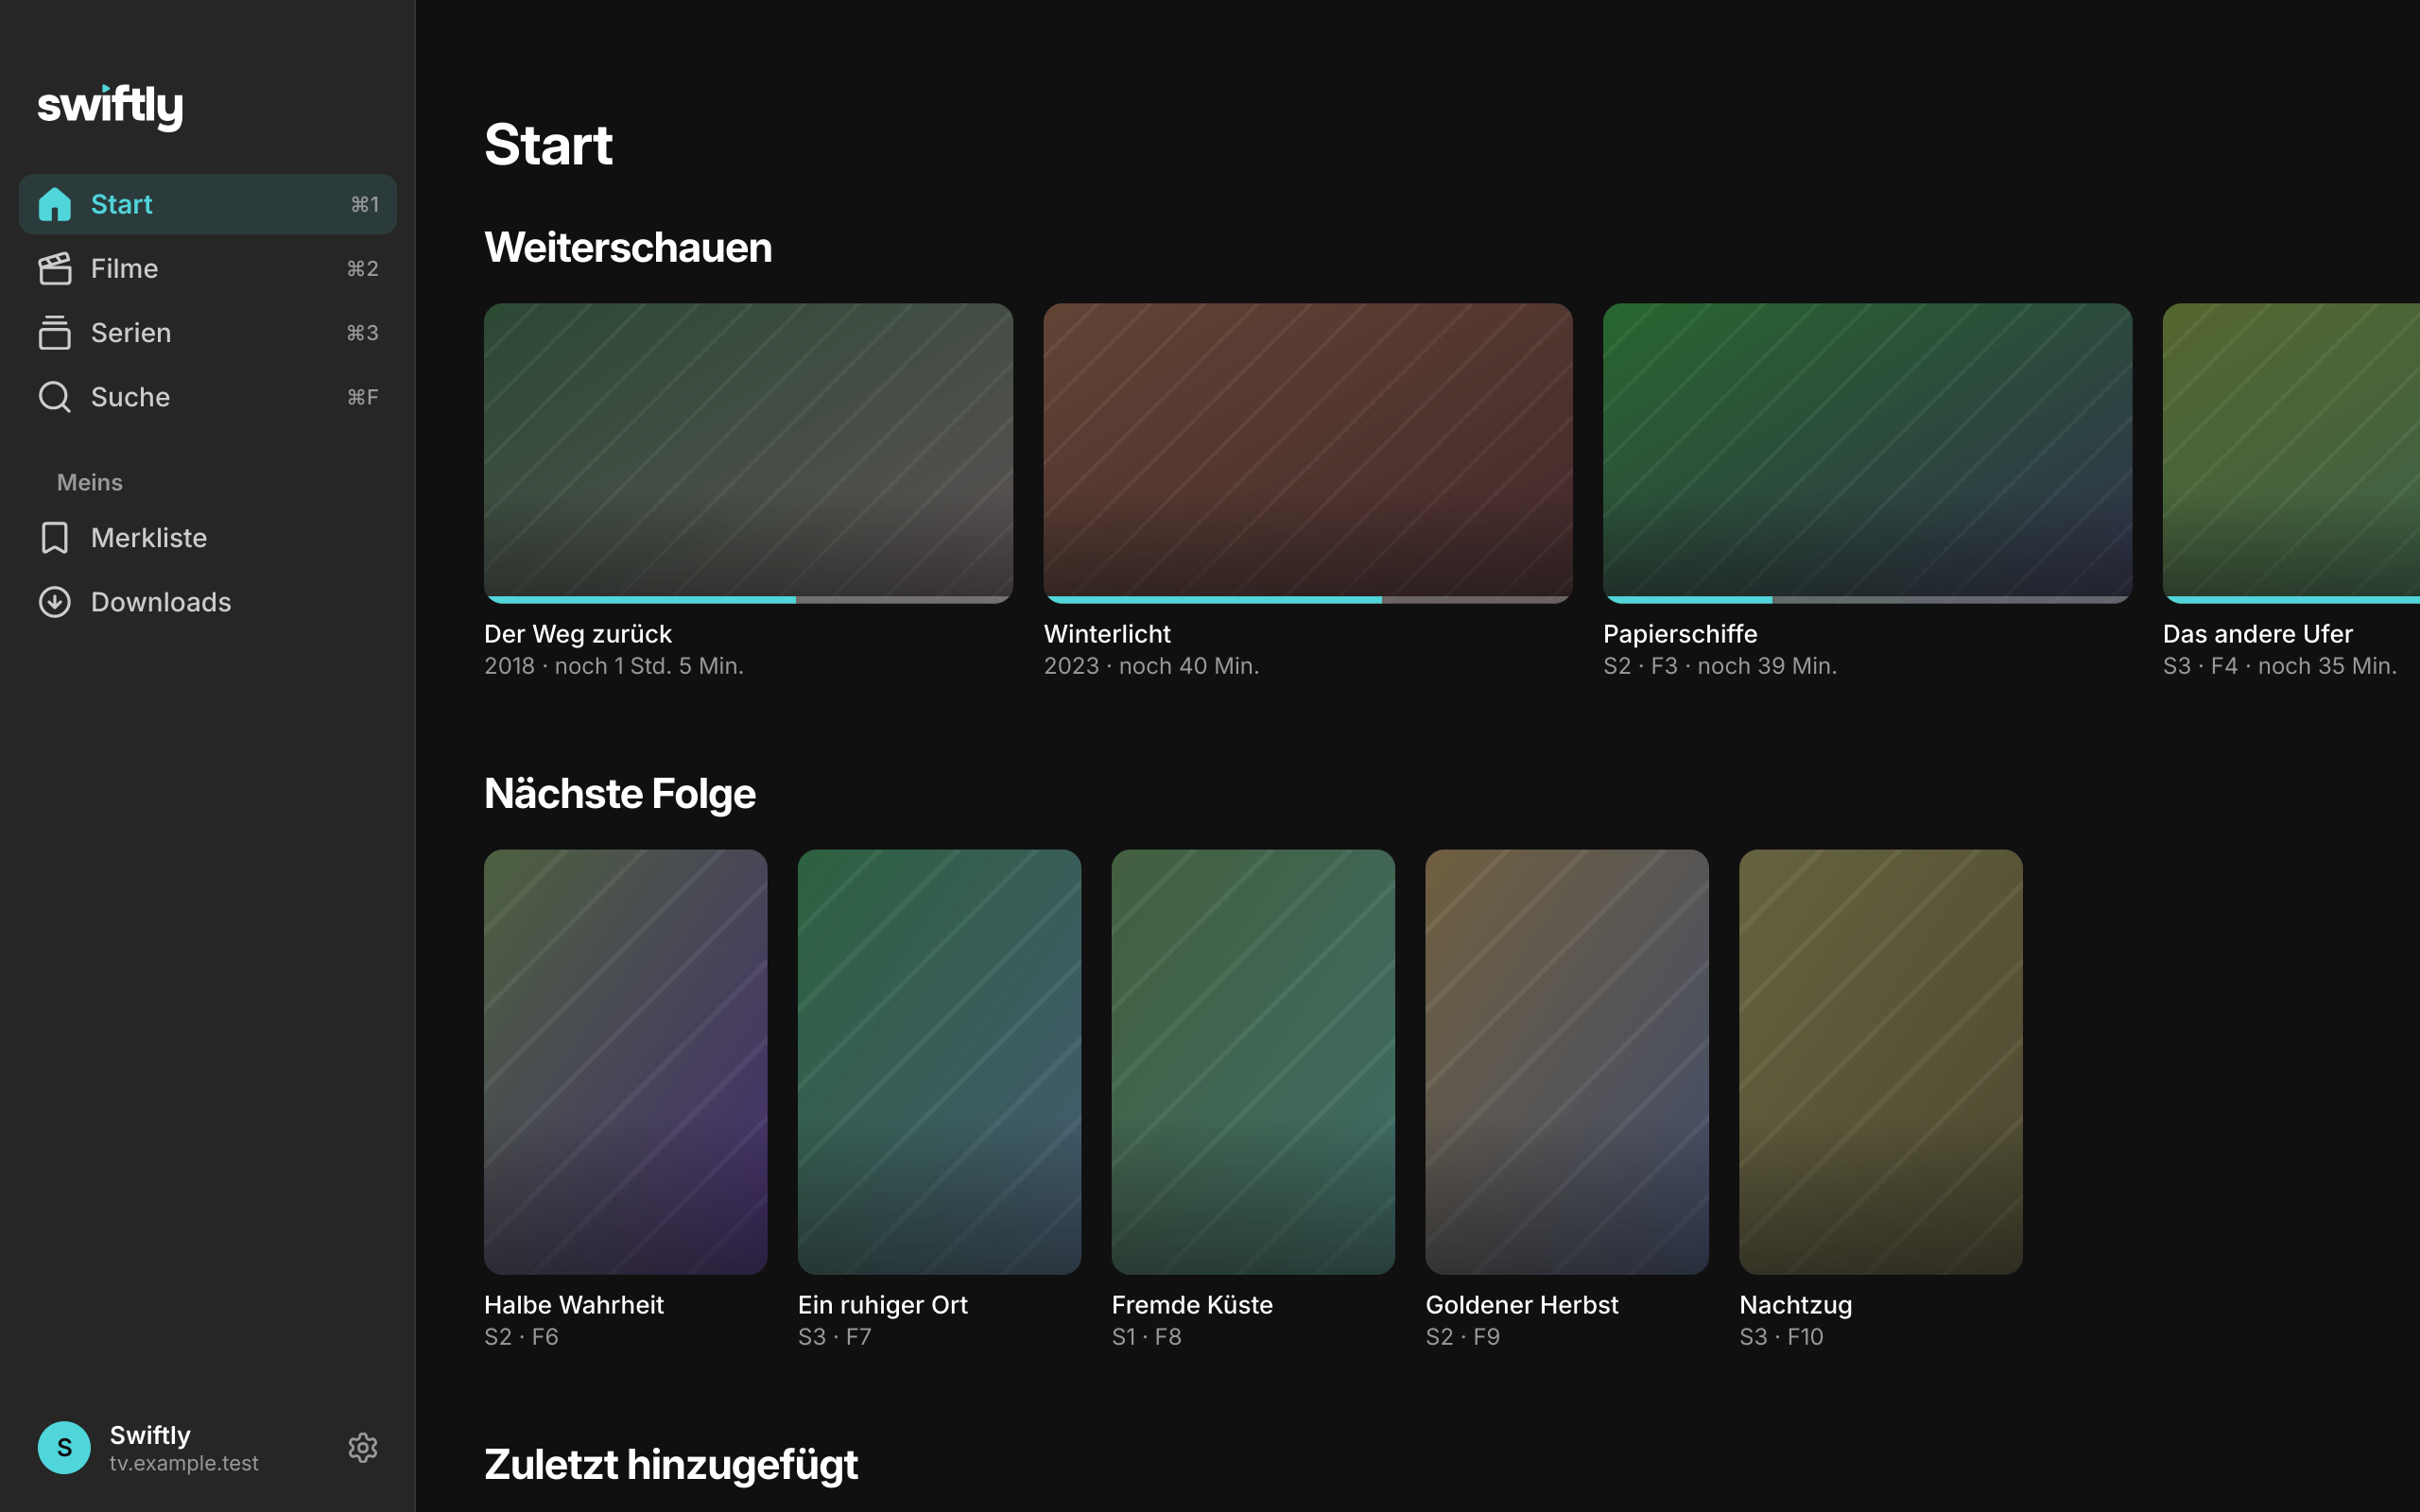 swiftly
Start ⌘1
Filme ⌘2
Serien ⌘3
Suche ⌘F
Meins
Merkliste
Downloads
S
Swiftly
tv.example.test
Start
Weiterschauen
Der Weg zurück
2018 · noch 1 Std. 5 Min.
Winterlicht
2023 · noch 40 Min.
Papierschiffe
S2 · F3 · noch 39 Min.
Das andere Ufer
S3 · F4 · noch 35 Min.
Nächste Folge
Halbe Wahrheit
S2 · F6
Ein ruhiger Ort
S3 · F7
Fremde Küste
S1 · F8
Goldener Herbst
S2 · F9
Nachtzug
S3 · F10
Zuletzt hinzugefügt